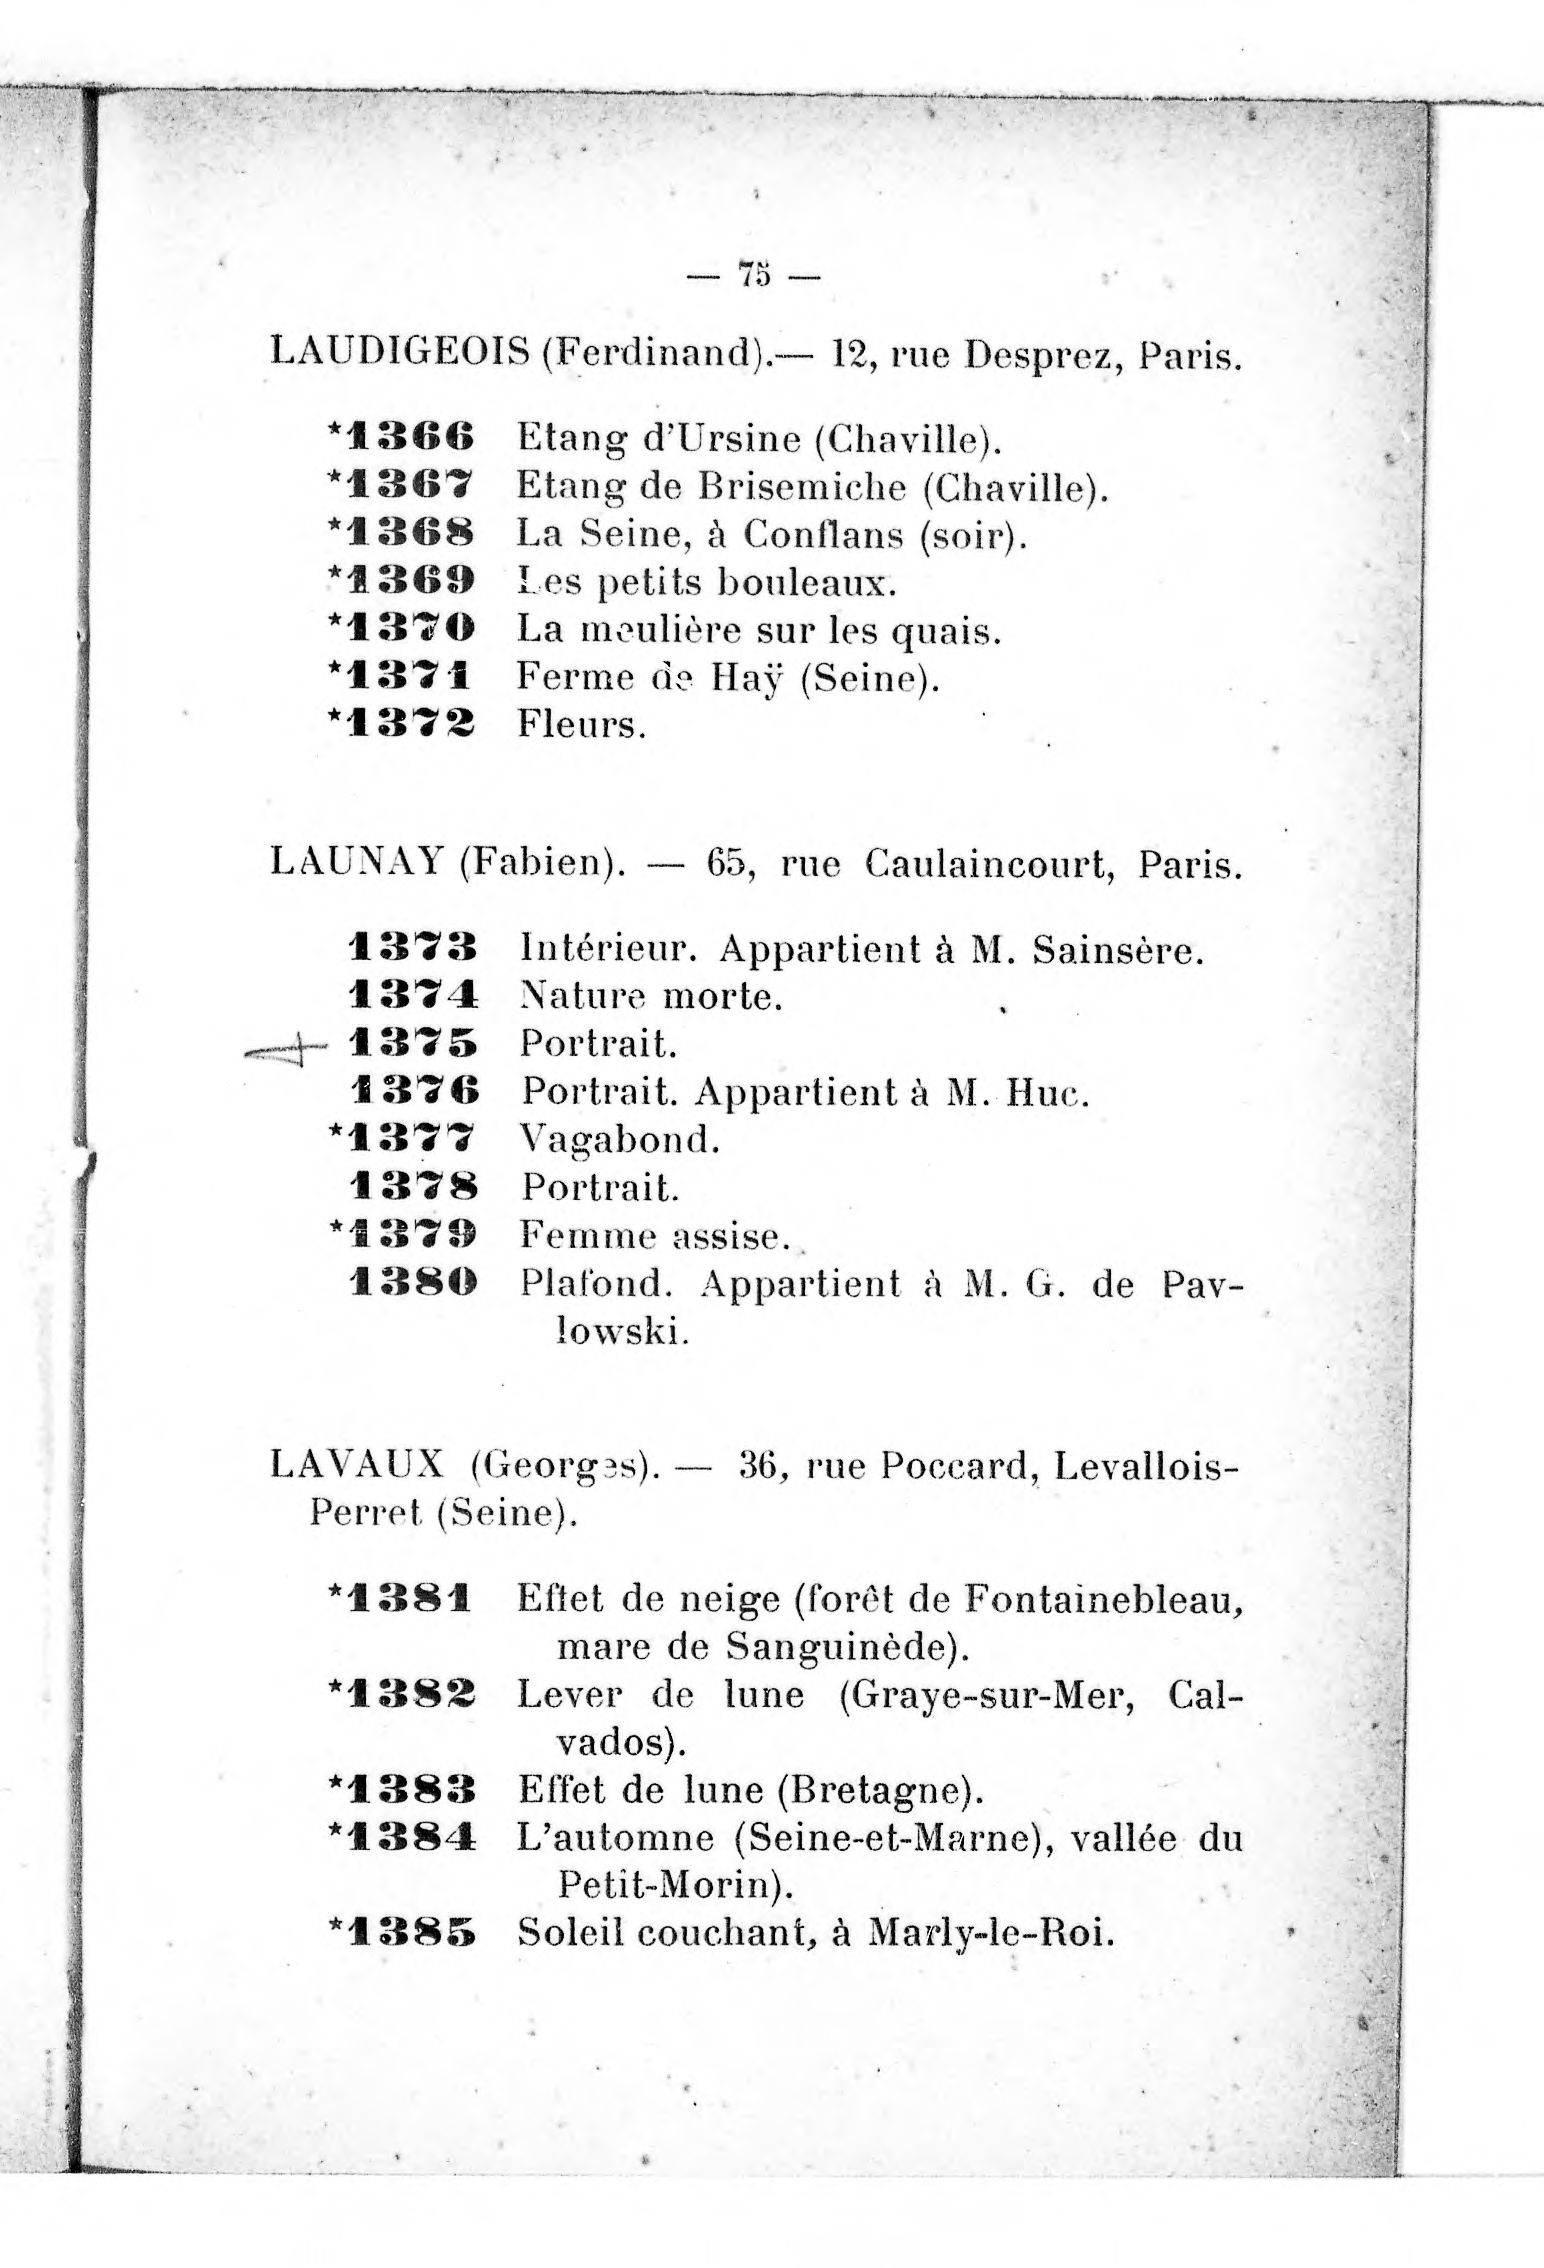 — 75 —
LAUDIGEOIS (Ferdinand).— 12, rue Desprez, Paris.
*1366 Etang d'Ursine (Chaville).
*1367 Etang de Brisemiche (Chaville).
*1368 La Seine, à Conflans (soir).
*1369 Les petits bouleaux.
*1370 La meulière sur les quais.
*1371 Ferme de Haÿ (Seine).
*1372 Fleurs.
LAUNAY (Fabien). — 65, rue Caulaincourt, Paris.
1373 Intérieur. Appartient à M. Sainsère.
1374 Nature morte.
1375 Portrait.
1376 Portrait. Appartient à M. Huc.
*1377 Vagabond.
1378 Portrait.
*1379 Femme assise.
1380 Plafond. Appartient à M. G. de Pav-
lowski.
LAVAUX (Georges). — 36, rue Poccard, Levallois-
Perret (Seine).
*1381 Effet de neige (forêt de Fontainebleau,
mare de Sanguinède).
*1382 Lever de lune (Graye-sur-Mer, Cal-
vados).
*1383 Effet de lune (Bretagne).
*1384 L'automne (Seine-et-Marne), vallée du
Petit-Morin).
*1385 Soleil couchant, à Marly-le-Roi.